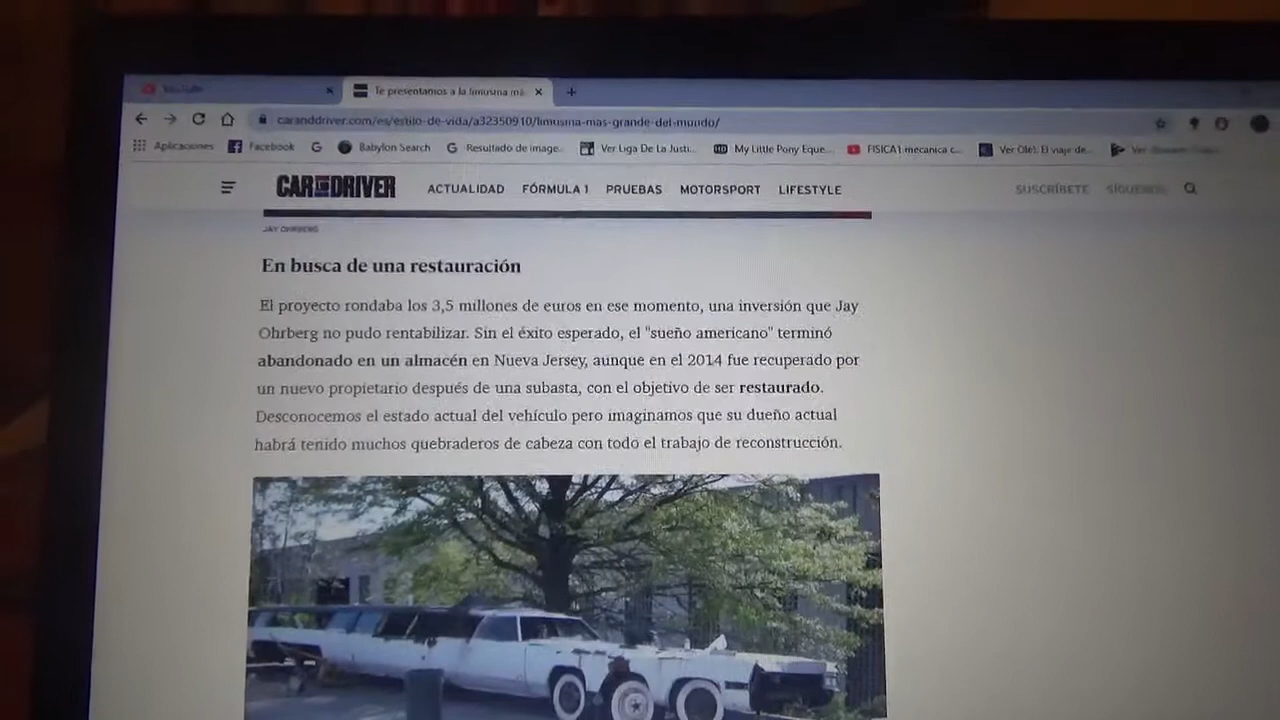 YouTube
Te presentamos a la limusina má
caranddriver.com/es/estilo-de-vida/a32350910/limusina-mas-grande-del-mundo/
Aplicaciones Facebook Babylon Search Resultado de image... Ver Liga De La Justi... My Little Pony Eque... FISICA I mecanica c... Ver Ole!. El viaje de... Ver
CAR AND DRIVER ACTUALIDAD FÓRMULA 1 PRUEBAS MOTORSPORT LIFESTYLE SUSCRÍBETE SÍGUENOS
JAY OHRBERG
En busca de una restauración
El proyecto rondaba los 3,5 millones de euros en ese momento, una inversión que Jay
Ohrberg no pudo rentabilizar. Sin el éxito esperado, el "sueño americano" terminó
abandonado en un almacén en Nueva Jersey, aunque en el 2014 fue recuperado por
un nuevo propietario después de una subasta, con el objetivo de ser restaurado.
Desconocemos el estado actual del vehículo pero imaginamos que su dueño actual
habrá tenido muchos quebraderos de cabeza con todo el trabajo de reconstrucción.